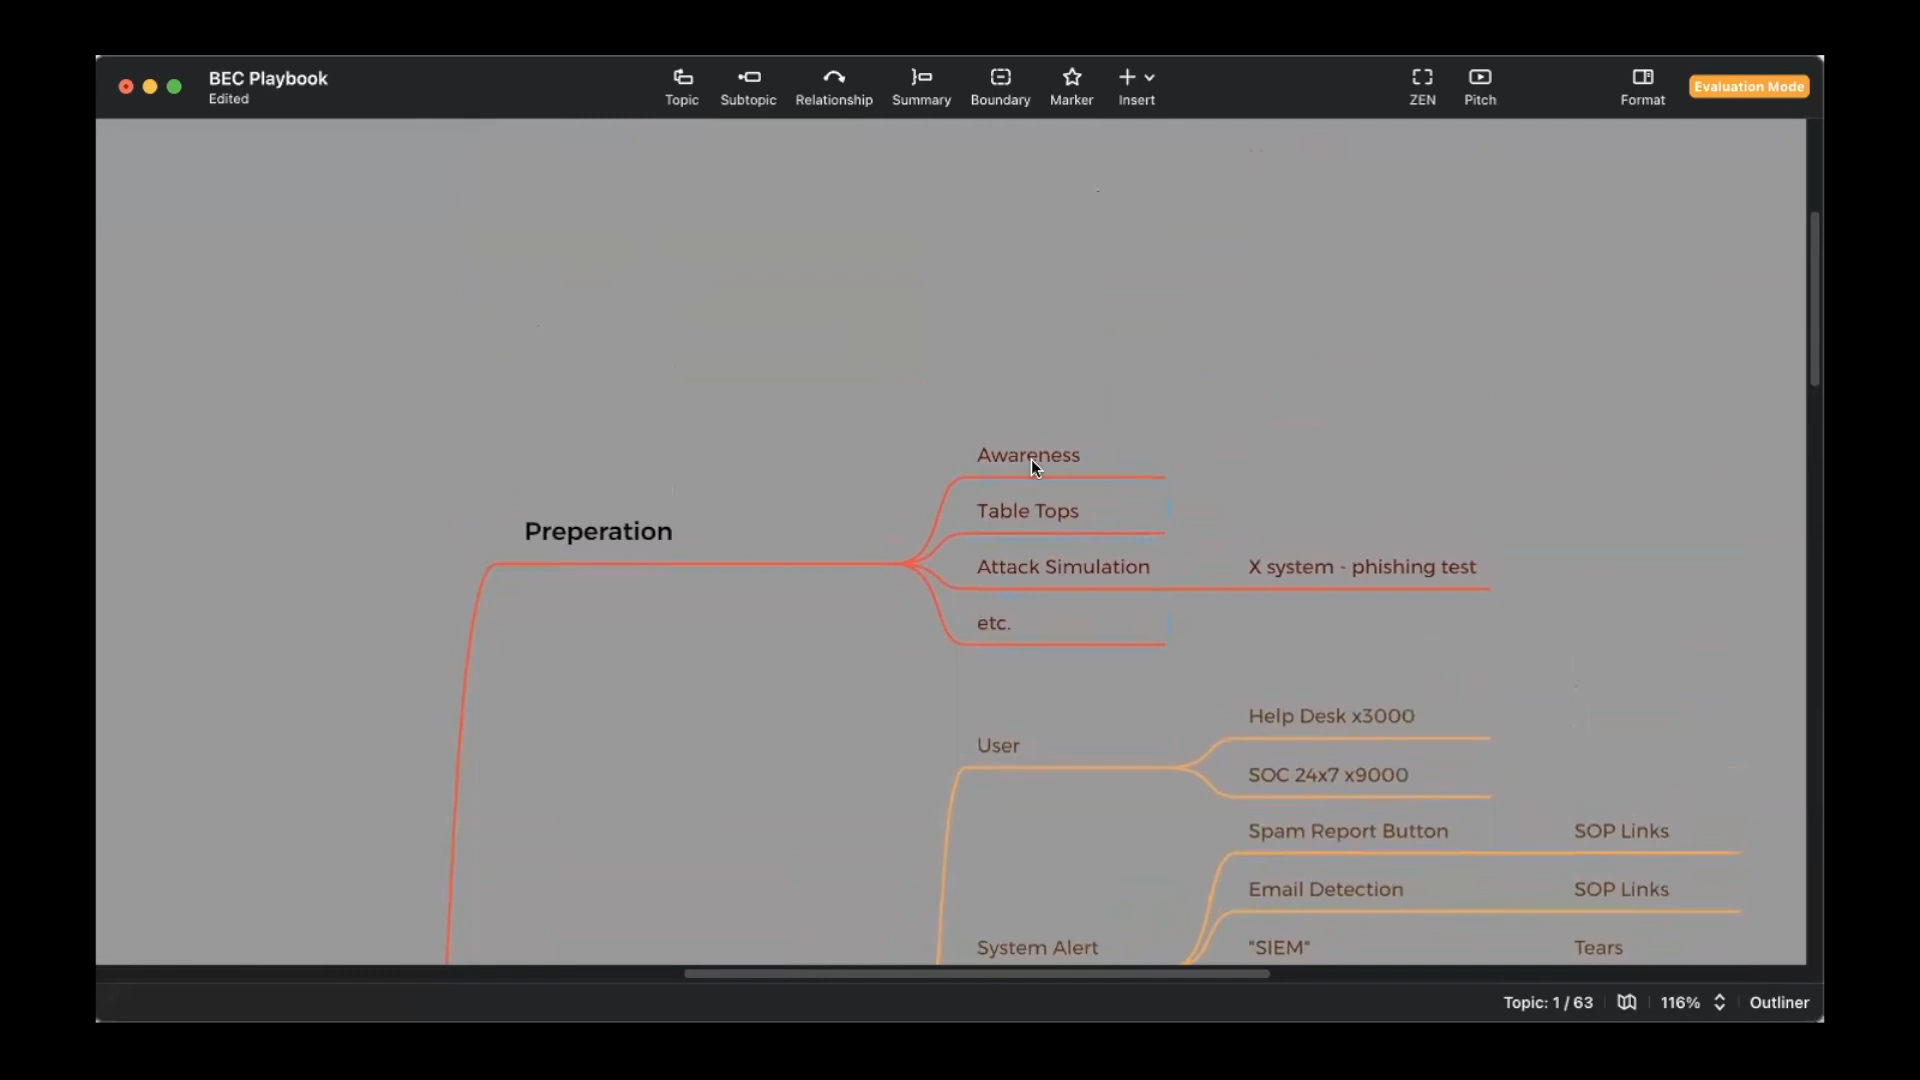 BEC Playbook
Edited
Topic
Subtopic
Relationship
Summary
Boundary
Marker
Insert
ZEN
Pitch
Format
Evaluation Mode
Preperation
Awareness
Table Tops
Attack Simulation
X system - phishing test
etc.
User
Help Desk x3000
SOC 24x7 x9000
System Alert
Spam Report Button
SOP Links
Email Detection
SOP Links
"SIEM"
Tears
Topic: 1 / 63
116%
Outliner